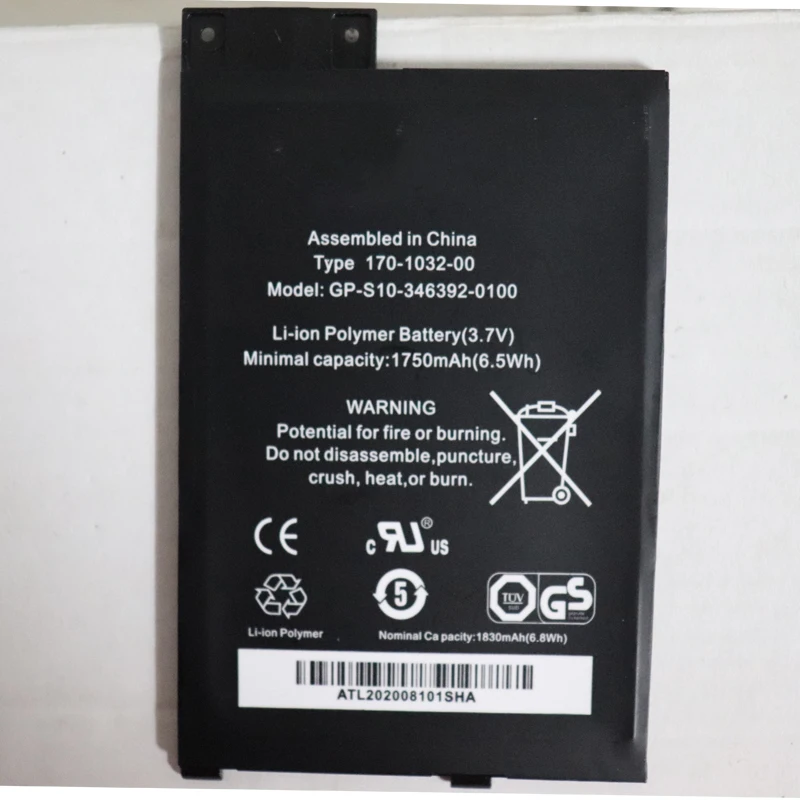 Assembled in China
Type 170-1032-00
Model: GP-S10-346392-0100
Li-ion Polymer Battery(3.7V)
Minimal capacity:1750mAh(6.5Wh)
WARNING
Potential for fire or burning.
Do not disassemble,puncture,
crush, heat,or burn.
CE
c RU ® US
5
TUV
GS
Li-ion Polymer
Nominal Ca pacity:1830mAh(6.8Wh)
ATL202008101SHA